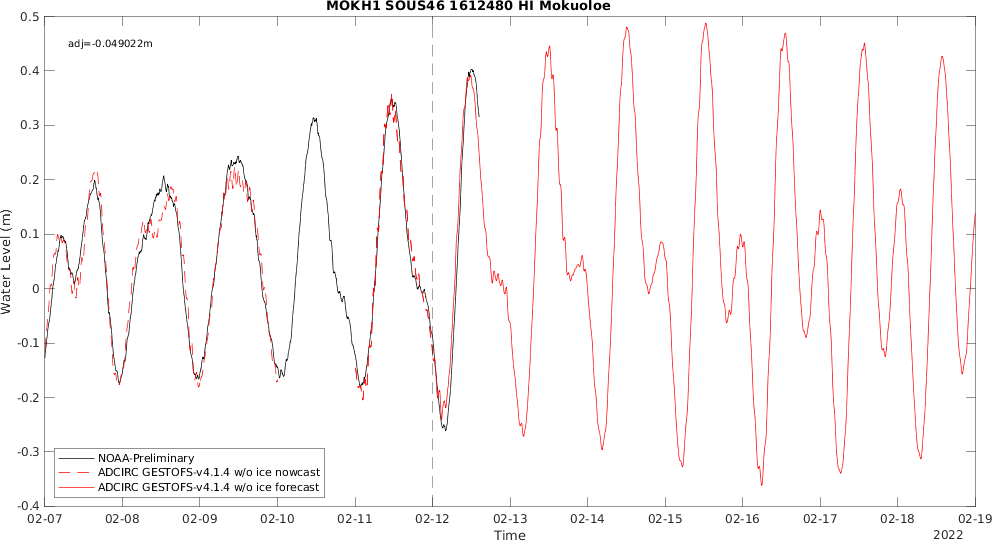 MOKH1 SOUS46 1612480 HI Mokuoloe
adj=-0.049022m
0.5
0.4
0.3
0.2
0.1
0
-0.1
-0.2
-0.3
-0.4
Water Level (m)
NOAA-Preliminary
ADCIRC GESTOFS-v4.1.4 w/o ice nowcast
ADCIRC GESTOFS-v4.1.4 w/o ice forecast
02-07 02-08 02-09 02-10 02-11 02-12 02-13 02-14 02-15 02-16 02-17 02-18 02-19
Time
2022